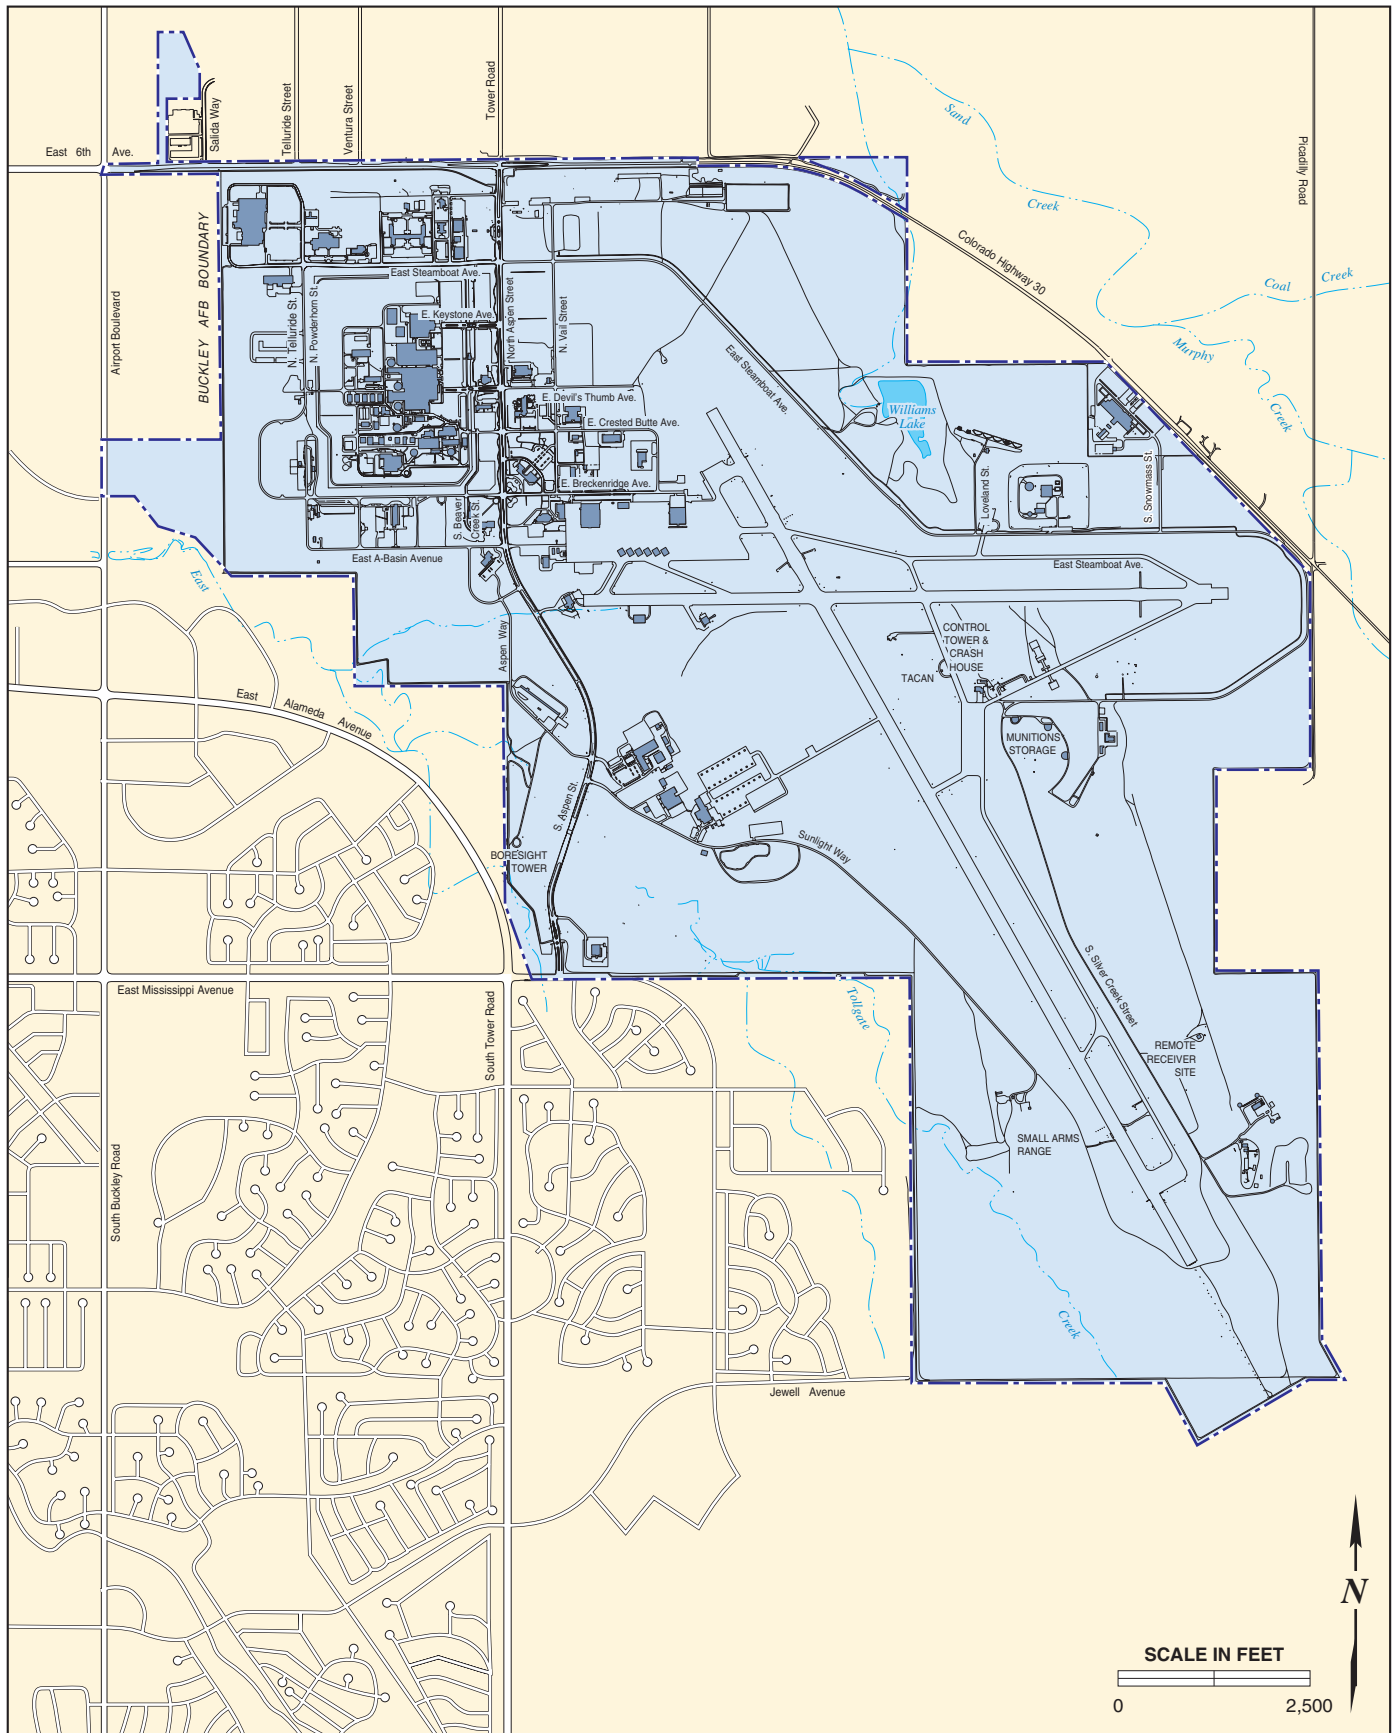 Salida Way
Telluride Street
Ventura Street
Tower Road
East 6th Ave.
Sand
Creek
Picadilly Road
Colorado Highway 30
Coal Creek
Murphy
Creek
BUCKLEY AFB BOUNDARY
Airport Boulevard
East Steamboat Ave.
N. Telluride St.
N. Powderhorn St.
E. Keystone Ave.
North Aspen Street
N. Vail Street
East Steamboat Ave.
E. Devil's Thumb Ave.
E. Crested Butte Ave.
Williams
Lake
E. Breckenridge Ave.
S. Beaver
Creek St.
Loveland St.
S. Snowmass St.
East A-Basin Avenue
East Steamboat Ave.
East
Aspen Way
CONTROL
TOWER &
CRASH
HOUSE
TACAN
East Alameda Avenue
MUNITIONS
STORAGE
S. Aspen St.
Sunlight Way
BORESIGHT
TOWER
East Mississippi Avenue
South Tower Road
Tollgate
S. Silver Creek Street
REMOTE
RECEIVER
SITE
SMALL ARMS
RANGE
South Buckley Road
Creek
Jewell Avenue
N
SCALE IN FEET
0 2,500